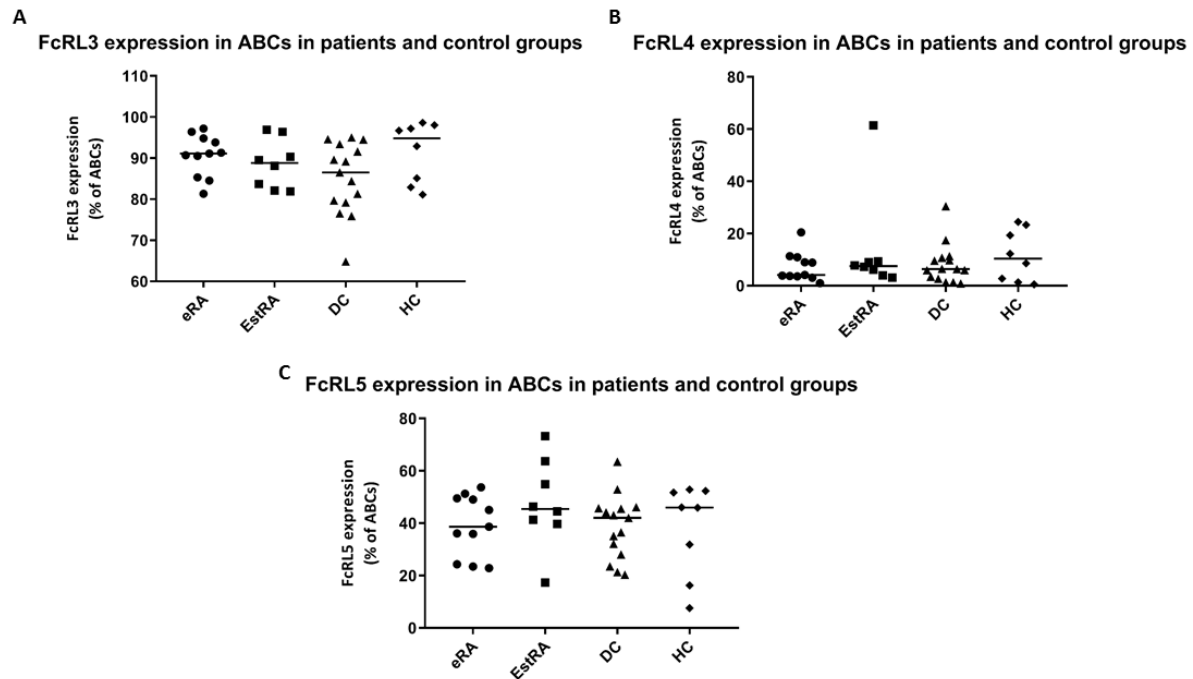 A
FcRL3 expression in ABCs in patients and control groups
FcRL3 expression
(% of ABCs)
110
100
90
80
70
60
eRA
EstRA
DC
HC
B
FcRL4 expression in ABCs in patients and control groups
FcRL4 expression
(% of ABCs)
80
60
40
20
0
eRA
EstRA
DC
HC
C
FcRL5 expression in ABCs in patients and control groups
FcRL5 expression
(% of ABCs)
80
60
40
20
0
eRA
EstRA
DC
HC